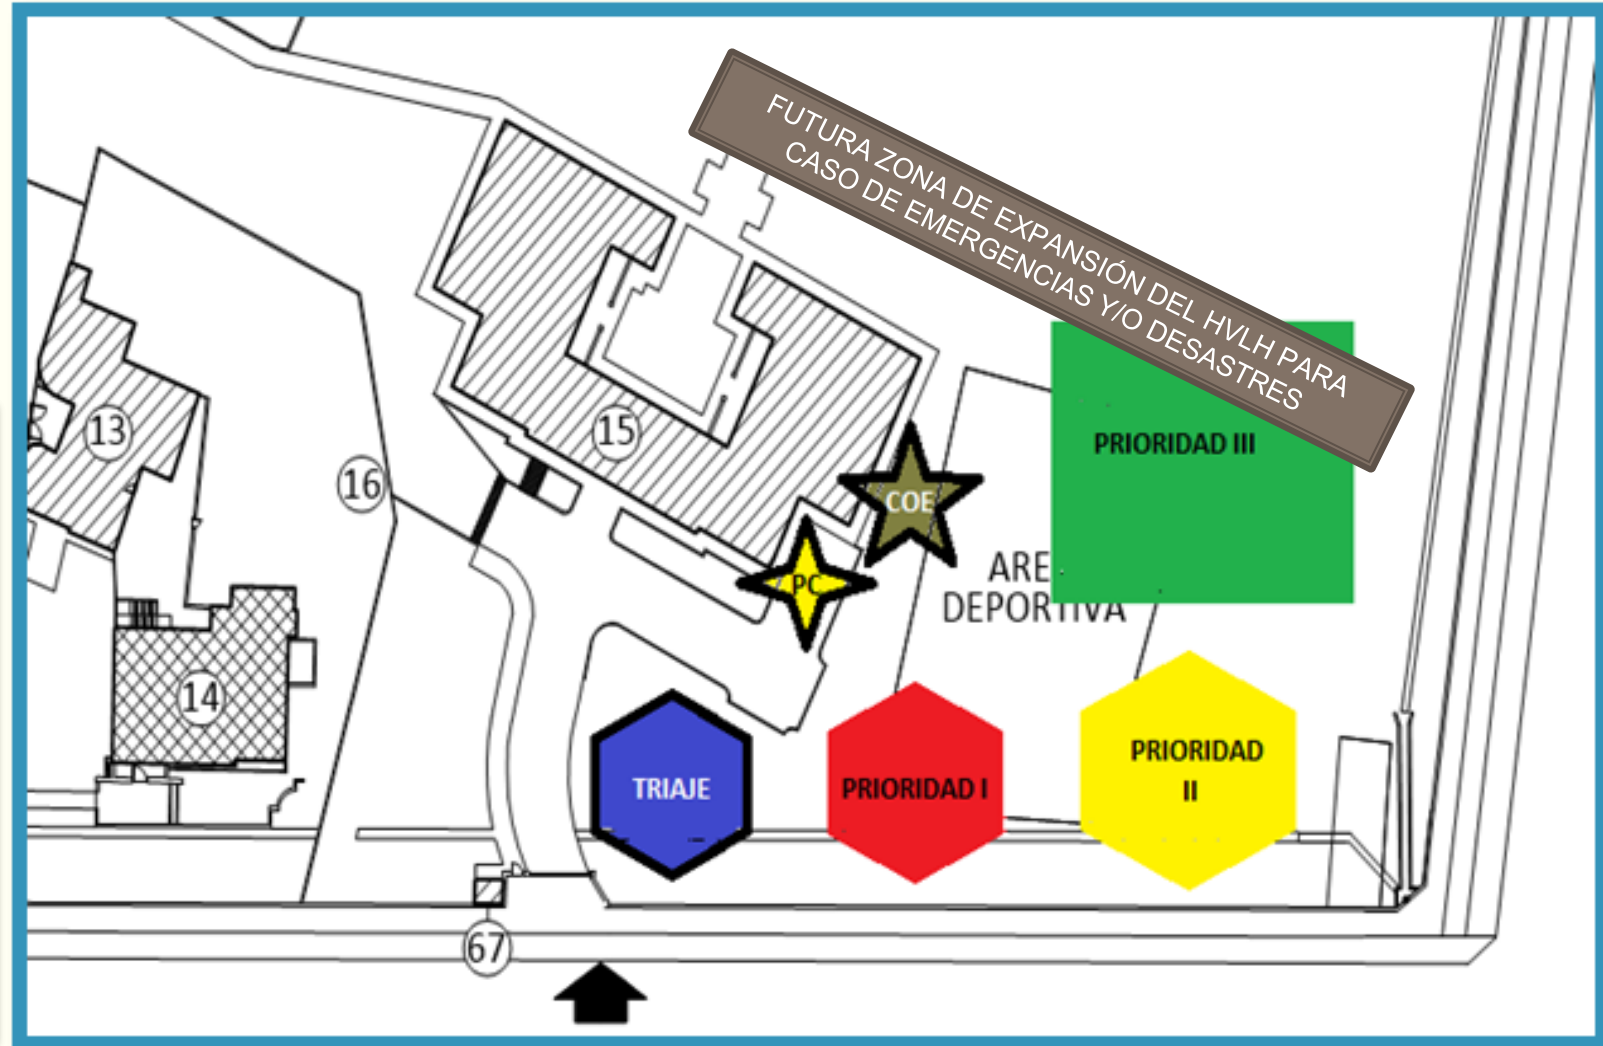 FUTURA ZONA DE EXPANSIÓN DEL HVLH PARA
CASO DE EMERGENCIAS Y/O DESASTRES
13
15
16
PRIORIDAD III
COE
ARE
DEPORTIVA
PC
14
TRIAJE
PRIORIDAD I
PRIORIDAD
II
67